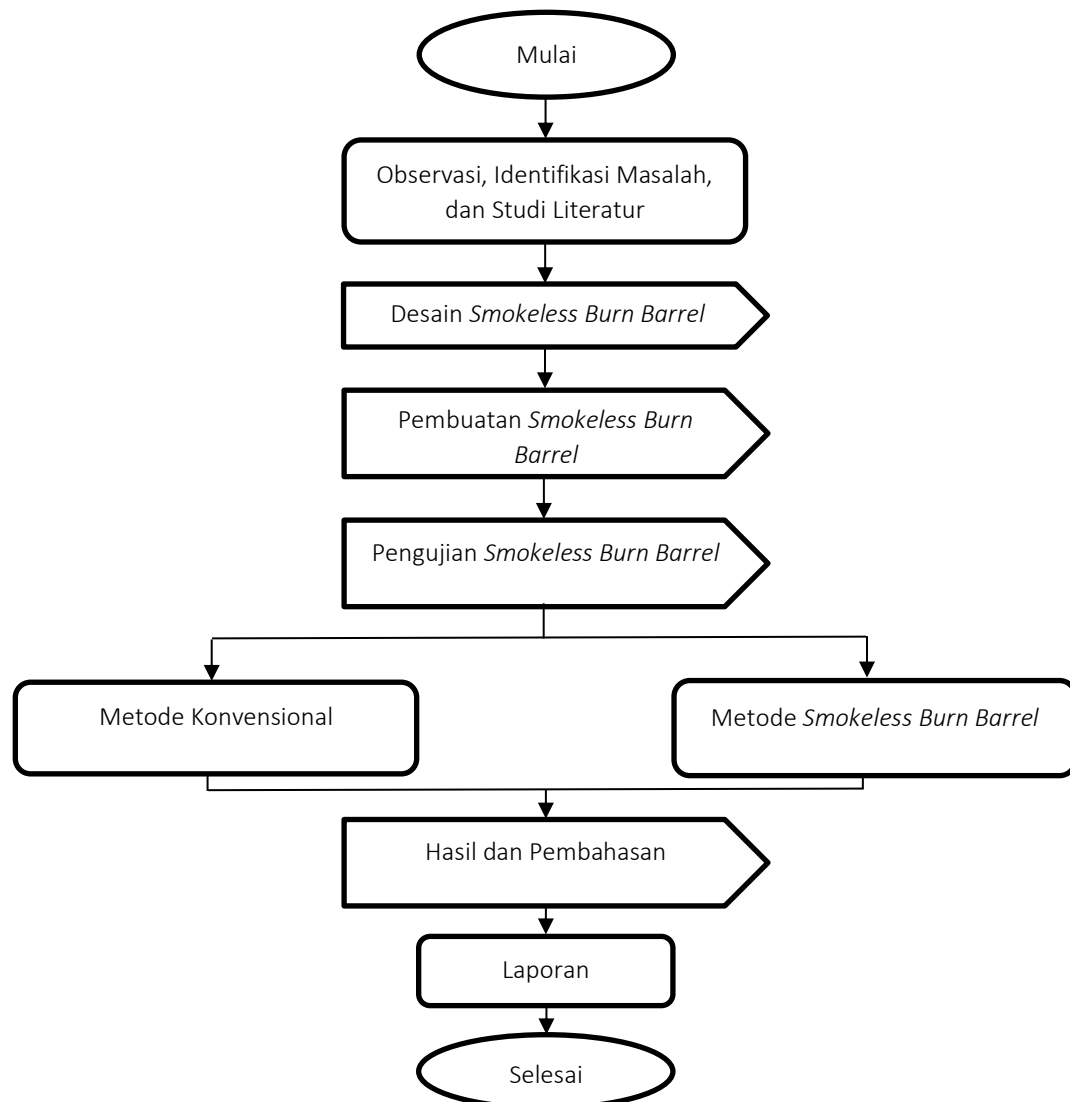 Mulai
Observasi, Identifikasi Masalah,
dan Studi Literatur
Desain Smokeless Burn Barrel
Pembuatan Smokeless Burn
Barrel
Pengujian Smokeless Burn Barrel
Metode Konvensional
Metode Smokeless Burn Barrel
Hasil dan Pembahasan
Laporan
Selesai